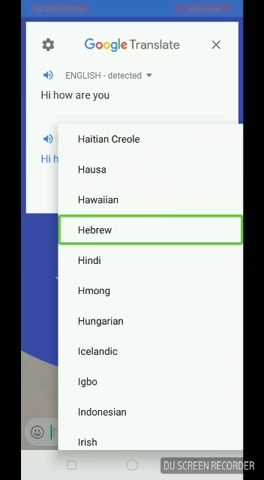 Google Translate
ENGLISH - detected
Hi how are you
Hi h
Haitian Creole
Hausa
Hawaiian
Hebrew
Hindi
Hmong
Hungarian
Icelandic
Igbo
Indonesian
Irish
DU SCREEN RECORDER